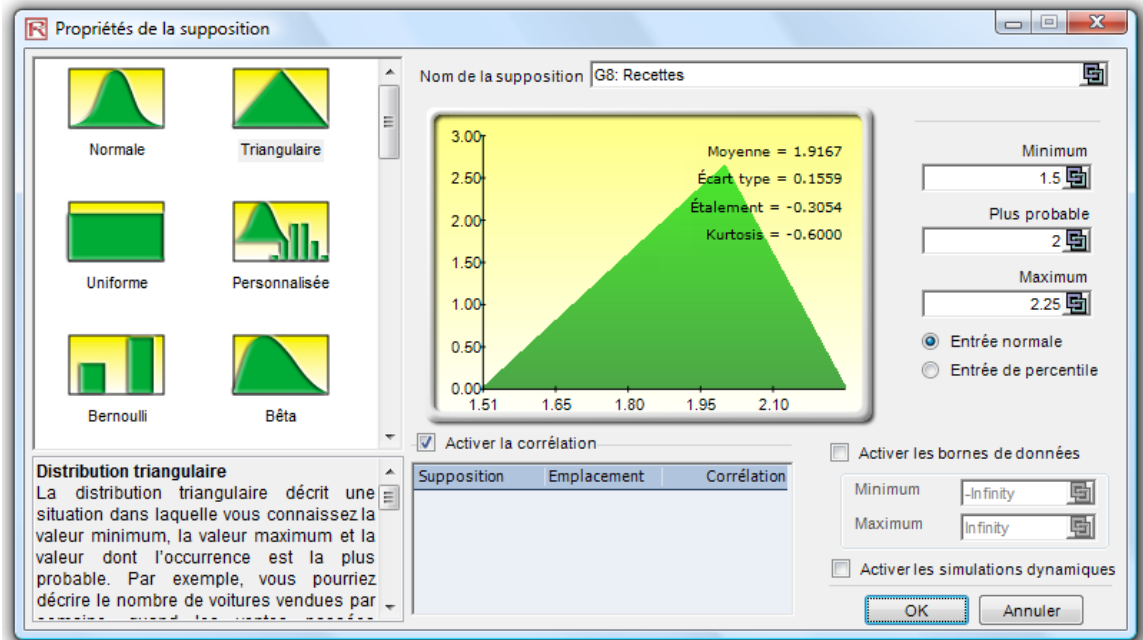 Propriétés de la supposition
Normale
Triangulaire
Uniforme
Personnalisée
Bernoulli
Bêta
Distribution triangulaire
La distribution triangulaire décrit une
situation dans laquelle vous connaissez la
valeur minimum, la valeur maximum et la
valeur dont l'occurrence est la plus
probable. Par exemple, vous pourriez
décrire le nombre de voitures vendues par
Nom de la supposition G8: Recettes
3.00
2.50
2.00
1.50
1.00
0.50
0.00
1.51 1.65 1.80 1.95 2.10
Moyenne = 1.9167
Écart type = 0.1559
Étalement = -0.3054
Kurtosis = -0.6000
Minimum
1.5
Plus probable
2
Maximum
2.25
Entrée normale
Entrée de percentile
Activer la corrélation
Supposition Emplacement Corrélation
Activer les bornes de données
Minimum -Infinity
Maximum Infinity
Activer les simulations dynamiques
OK Annuler